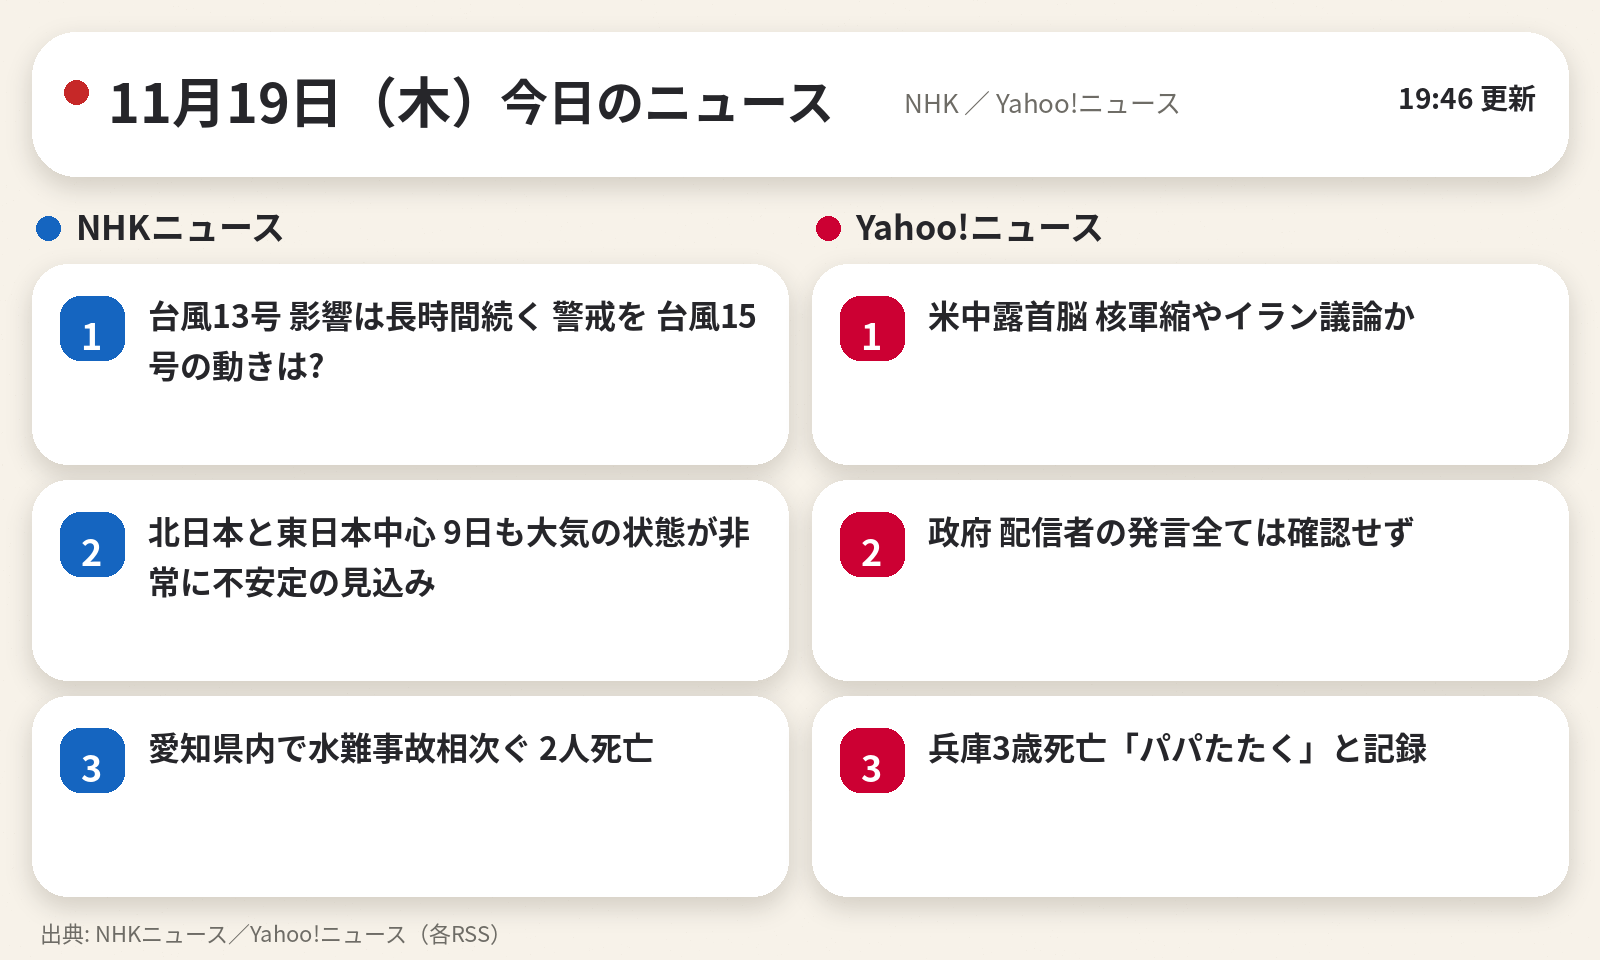 11月19日（木）今日のニュース
NHK ／ Yahoo!ニュース
19:46 更新
NHKニュース
1
台風13号 影響は長時間続く 警戒を 台風15
号の動きは?
2
北日本と東日本中心 9日も大気の状態が非
常に不安定の見込み
3
愛知県内で水難事故相次ぐ 2人死亡
Yahoo!ニュース
1
米中露首脳 核軍縮やイラン議論か
2
政府 配信者の発言全ては確認せず
3
兵庫3歳死亡「パパたたく」と記録
出典: NHKニュース／Yahoo!ニュース（各RSS）